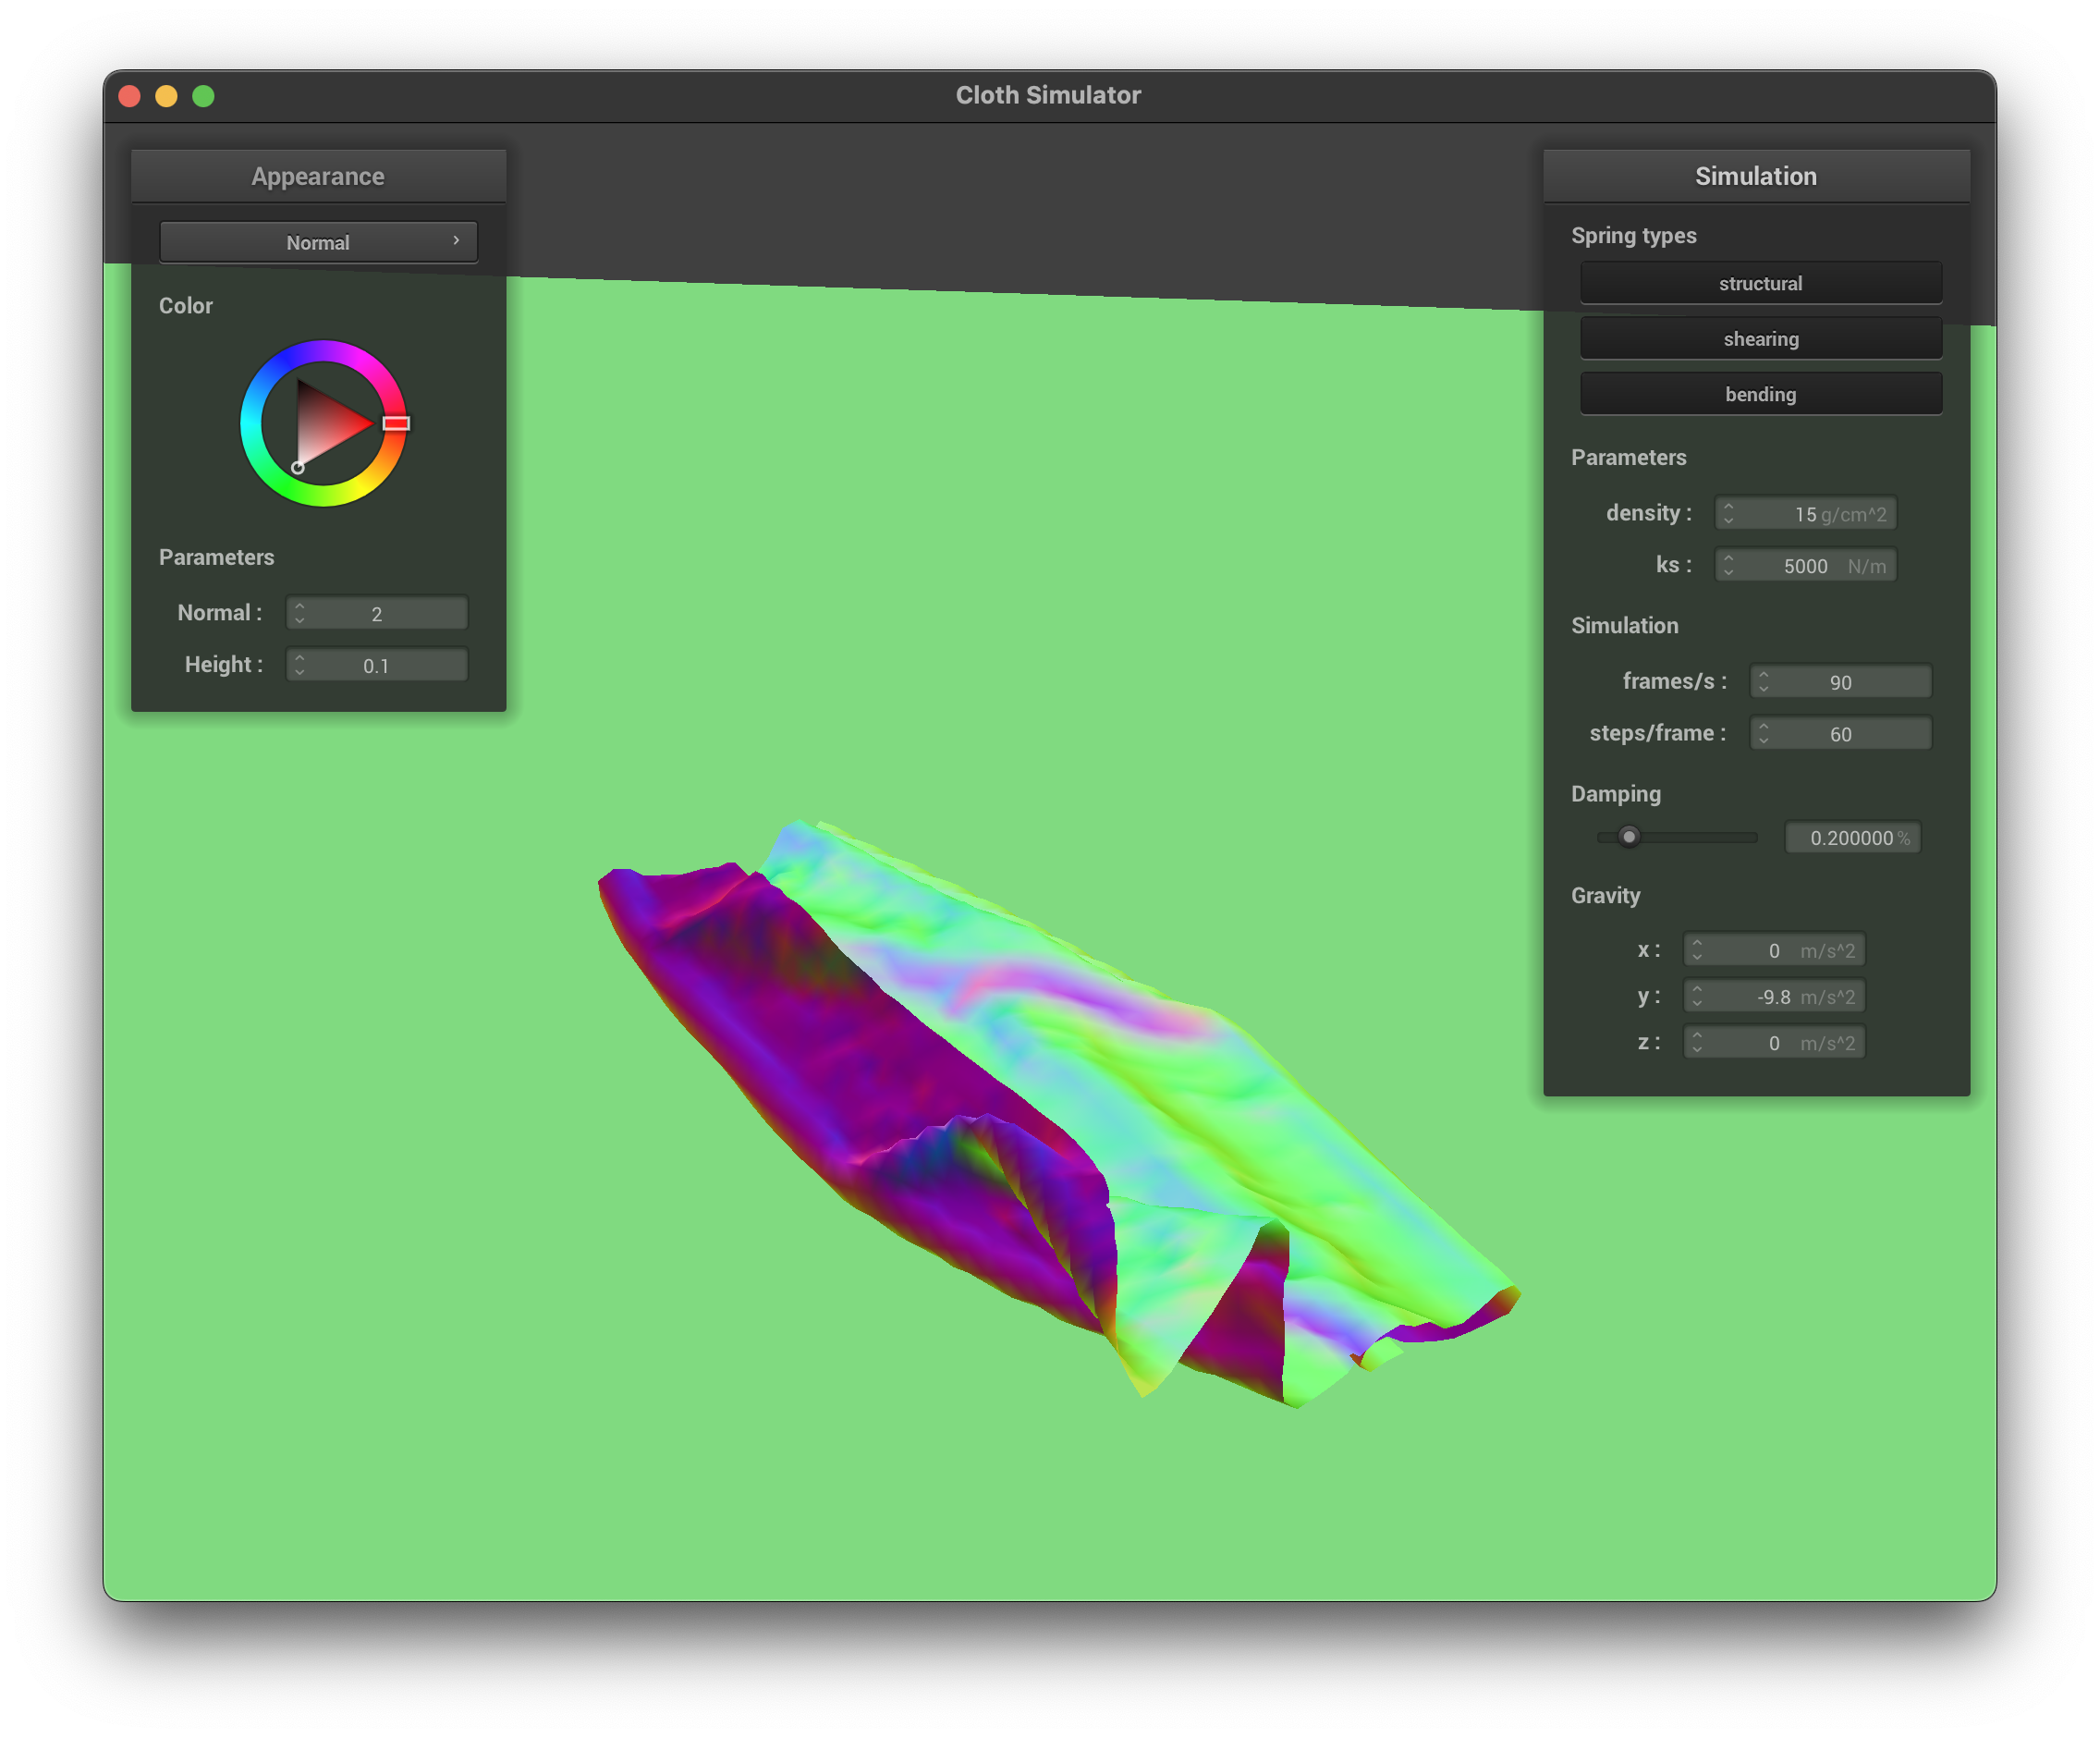 Cloth Simulator
Appearance
Normal
Color
Parameters
Normal : 2
Height : 0.1
Simulation
Spring types
structural
shearing
bending
Parameters
density : 15 g/cm^2
ks : 5000 N/m
Simulation
frames/s : 90
steps/frame : 60
Damping
0.200000 %
Gravity
x : 0 m/s^2
y : -9.8 m/s^2
z : 0 m/s^2